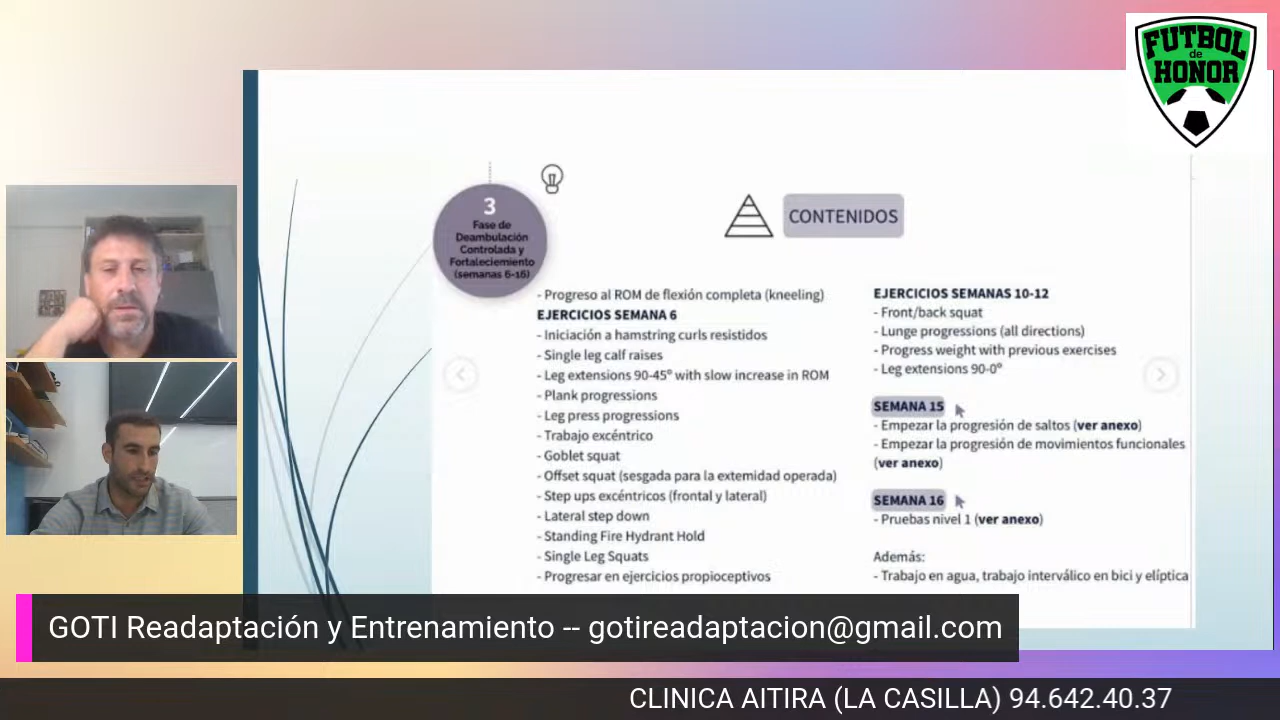 FUTBOL
de
HONOR
3
Fase de
Deambulación
Controlada y
Fortaleciemiento
(semanas 6-16)
CONTENIDOS
- Progreso al ROM de flexión completa (kneeling)
EJERCICIOS SEMANA 6
- Iniciación a hamstring curls resistidos
- Single leg calf raises
- Leg extensions 90-45º with slow increase in ROM
- Plank progressions
- Leg press progressions
- Trabajo excéntrico
- Goblet squat
- Offset squat (sesgada para la extemidad operada)
- Step ups excéntricos (frontal y lateral)
- Lateral step down
- Standing Fire Hydrant Hold
- Single Leg Squats
- Progresar en ejercicios propioceptivos
EJERCICIOS SEMANAS 10-12
- Front/back squat
- Lunge progressions (all directions)
- Progress weight with previous exercises
- Leg extensions 90-0º
SEMANA 15
- Empezar la progresión de saltos (ver anexo)
- Empezar la progresión de movimientos funcionales
(ver anexo)
SEMANA 16
- Pruebas nivel 1 (ver anexo)
Además:
- Trabajo en agua, trabajo interválico en bici y elíptica
GOTI Readaptación y Entrenamiento -- gotireadaptacion@gmail.com
CLINICA AITIRA (LA CASILLA) 94.642.40.37